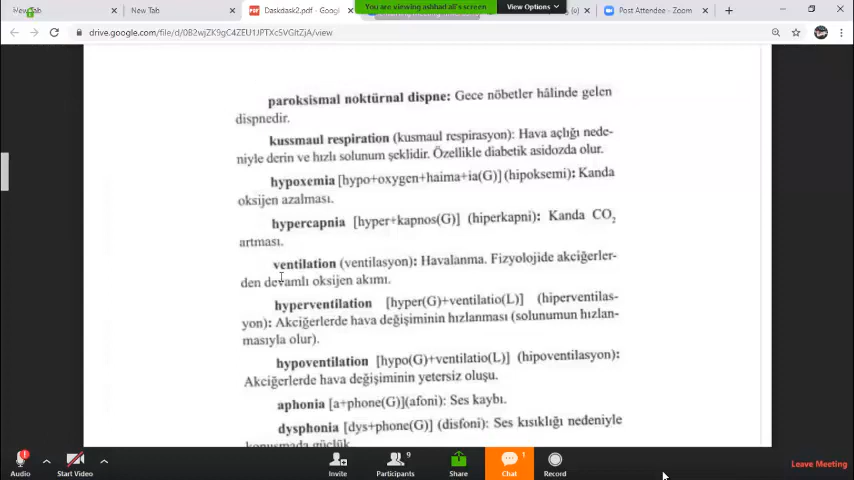 New Tab
New Tab
Daskdask2.pdf - Googl
You are viewing ashhad ali's screen
View Options
Post Attendee - Zoom
drive.google.com/file/d/0B2wjZK9gC4ZEU1JPTXc5VGltZjA/view
paroksismal noktürnal dispne: Gece nöbetler hâlinde gelen
dispnedir.
kussmaul respiration (kusmaul respirasyon): Hava açlığı nede-
niyle derin ve hızlı solunum şeklidir. Özellikle diabetik asidozda olur.
hypoxemia [hypo+oxygen+haima+ia(G)] (hipoksemi): Kanda
oksijen azalması.
hypercapnia [hyper+kapnos(G)] (hiperkapni): Kanda CO₂
artması.
ventilation (ventilasyon): Havalanma. Fizyolojide akciğerler-
den devamlı oksijen akımı.
hyperventilation [hyper(G)+ventilatio(L)] (hiperventilas-
yon): Akciğerlerde hava değişiminin hızlanması (solunumun hızlan-
masıyla olur).
hypoventilation [hypo(G)+ventilatio(L)] (hipoventilasyon):
Akciğerlerde hava değişiminin yetersiz oluşu.
aphonia [a+phone(G)](afoni): Ses kaybı.
dysphonia [dys+phone(G)] (disfoni): Ses kısıklığı nedeniyle
konuşmada güçlük
Audio
Start Video
Invite
9
Participants
Share
1
Chat
Record
Leave Meeting